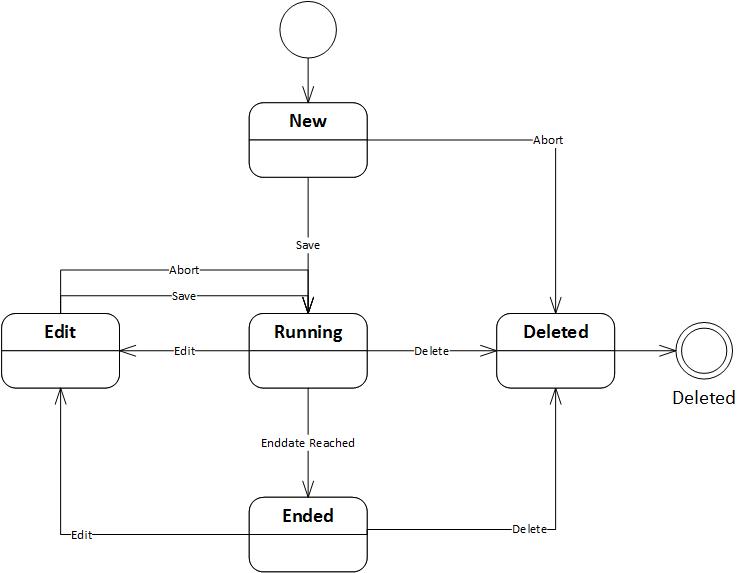 New
Abort
Save
Abort
Save
Edit
Running
Deleted
Edit
Delete
Deleted
Enddate Reached
Ended
Edit
Delete